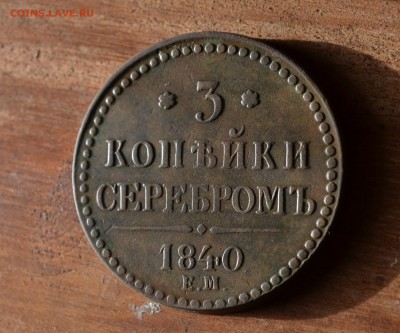 COINS.LAVE.RU
* 3 *
КОПѢЙКИ
СЕРЕБРОМЪ
1840
Е.М.